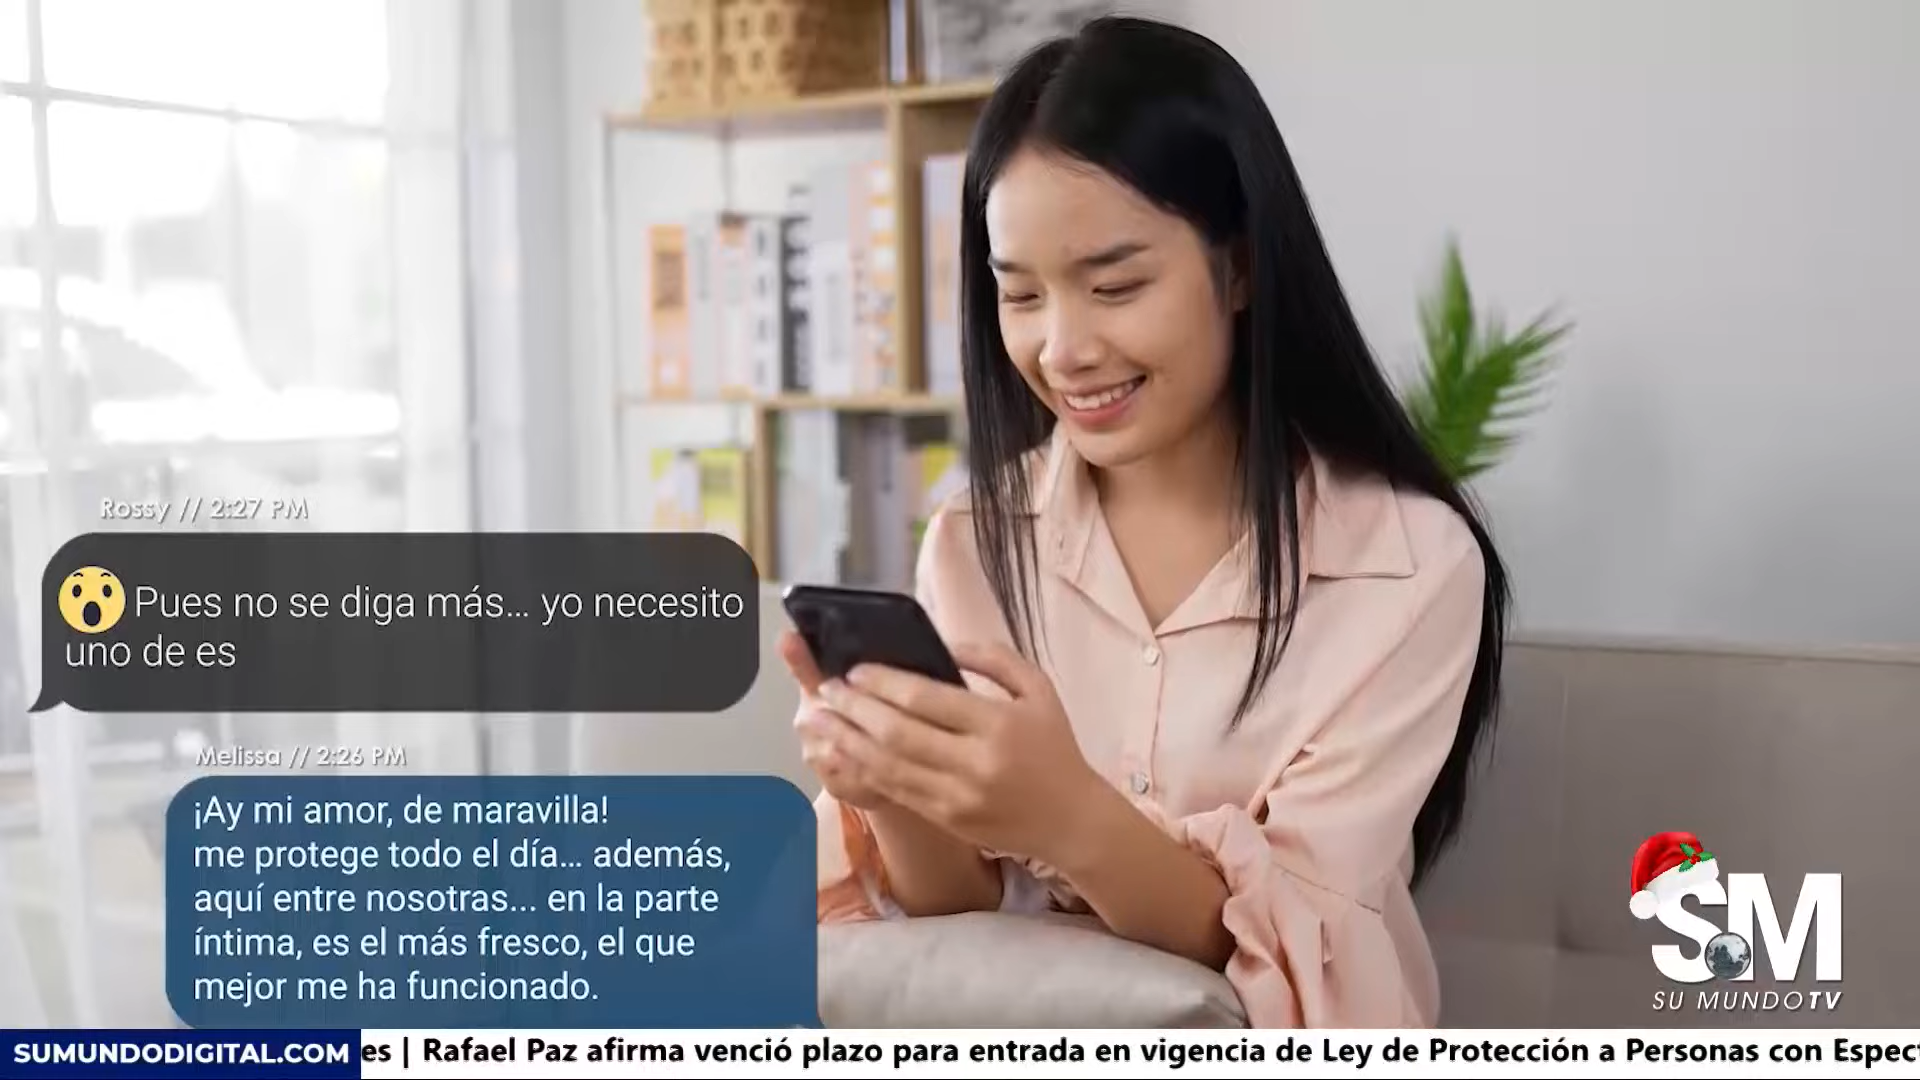 Rossy // 2:27 PM
Pues no se diga más... yo necesito
uno de es
Melissa // 2:26 PM
¡Ay mi amor, de maravilla!
me protege todo el día... además,
aquí entre nosotras... en la parte
íntima, es el más fresco, el que
mejor me ha funcionado.
SM
SU MUNDOTV
SUMUNDODIGITAL.COM
es | Rafael Paz afirma venció plazo para entrada en vigencia de Ley de Protección a Personas con Espect